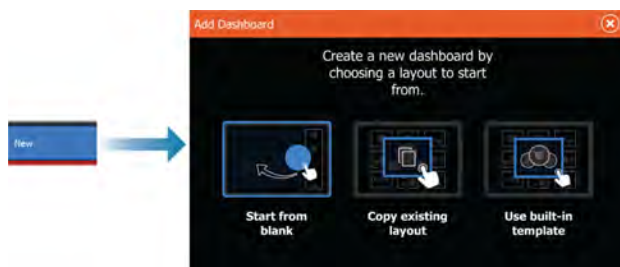 Add Dashboard
Create a new dashboard by
choosing a layout to start
from.
New
Start from
blank
Copy existing
layout
Use built-in
template